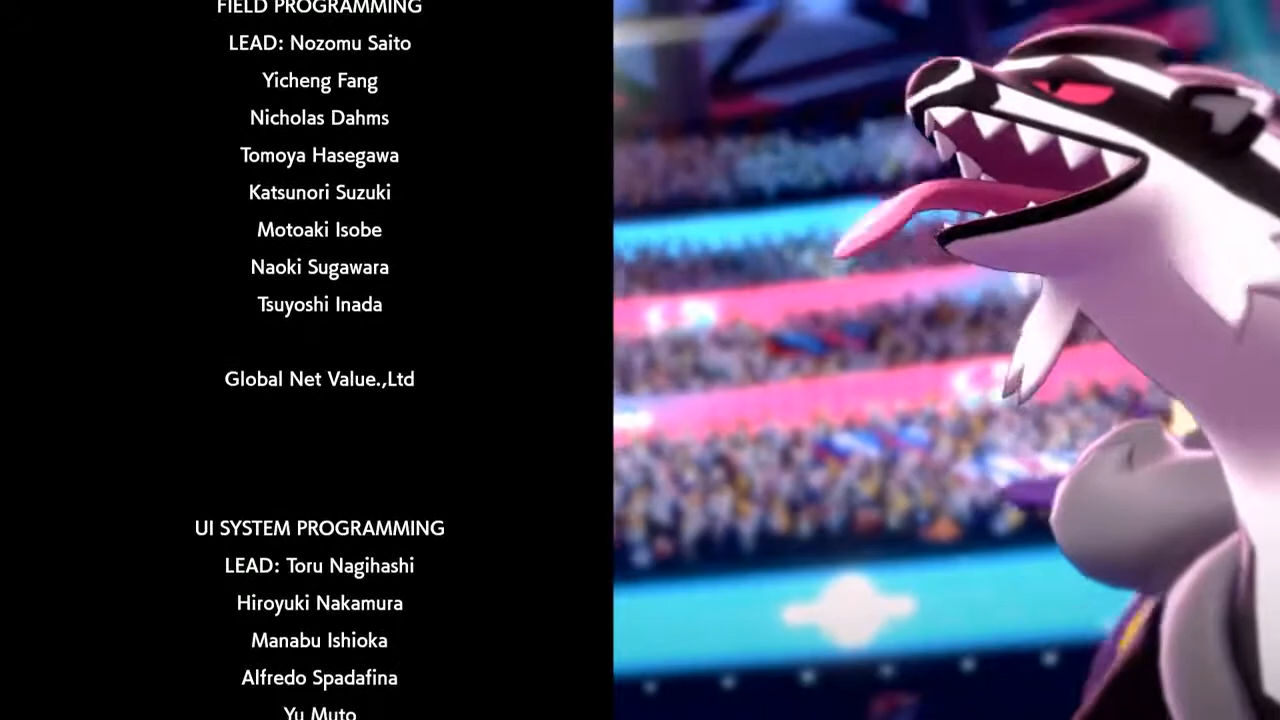 FIELD PROGRAMMING
LEAD: Nozomu Saito
Yicheng Fang
Nicholas Dahms
Tomoya Hasegawa
Katsunori Suzuki
Motoaki Isobe
Naoki Sugawara
Tsuyoshi Inada
Global Net Value.,Ltd
UI SYSTEM PROGRAMMING
LEAD: Toru Nagihashi
Hiroyuki Nakamura
Manabu Ishioka
Alfredo Spadafina
Yu Muto